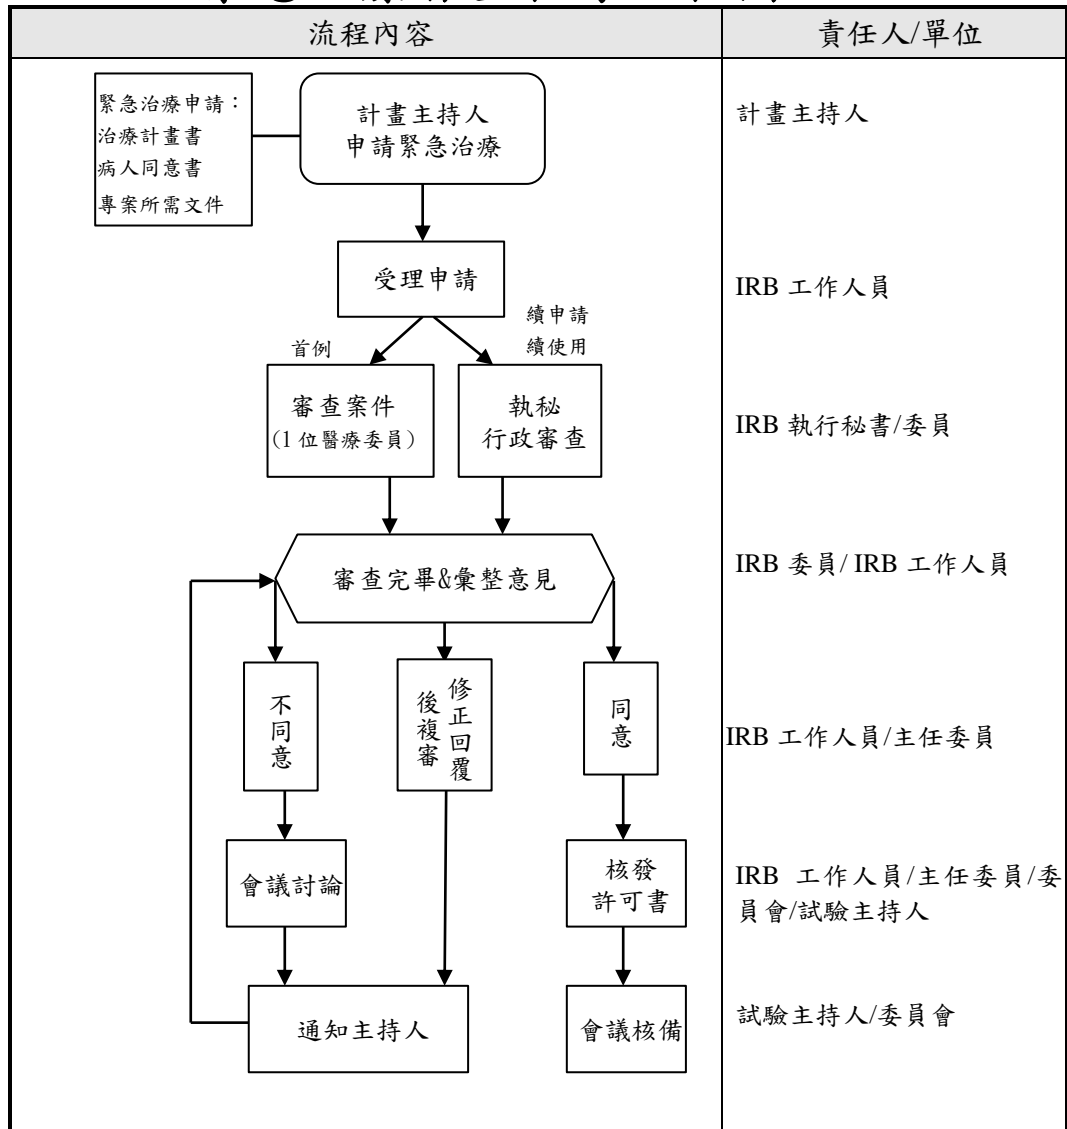 流程內容
責任人/單位
緊急治療申請：
治療計畫書
病人同意書
專案所需文件
計畫主持人
申請緊急治療
計畫主持人
受理申請
IRB 工作人員
首例
續申請
續使用
審查案件
(1 位醫療委員)
執秘
行政審查
IRB 執行秘書/委員
審查完畢&彙整意見
IRB 委員/ IRB 工作人員
不同意
修正回覆
後複審
同意
IRB 工作人員/主任委員
會議討論
核發
許可書
IRB 工作人員/主任委員/委
員會/試驗主持人
通知主持人
會議核備
試驗主持人/委員會